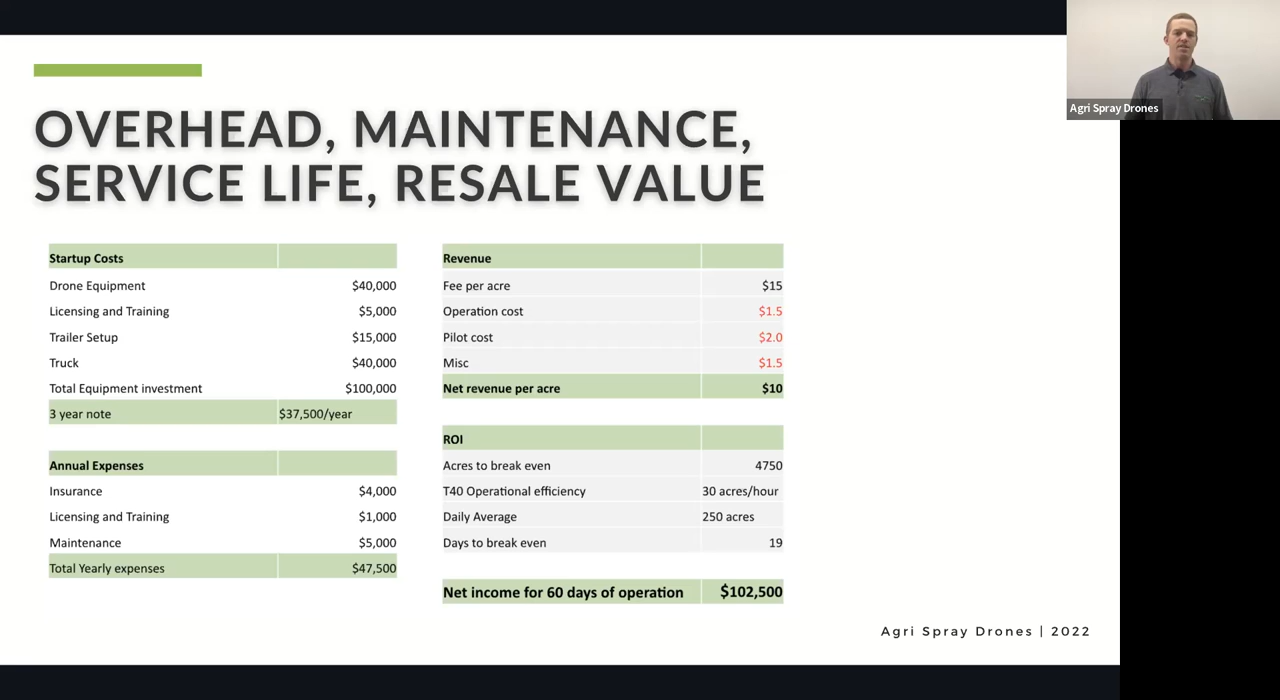 Agri Spray Drones
OVERHEAD, MAINTENANCE,
SERVICE LIFE, RESALE VALUE
Startup Costs
Drone Equipment $40,000
Licensing and Training $5,000
Trailer Setup $15,000
Truck $40,000
Total Equipment investment $100,000
3 year note $37,500/year
Annual Expenses
Insurance $4,000
Licensing and Training $1,000
Maintenance $5,000
Total Yearly expenses $47,500
Revenue
Fee per acre $15
Operation cost $1.5
Pilot cost $2.0
Misc $1.5
Net revenue per acre $10
ROI
Acres to break even 4750
T40 Operational efficiency 30 acres/hour
Daily Average 250 acres
Days to break even 19
Net income for 60 days of operation $102,500
Agri Spray Drones | 2022